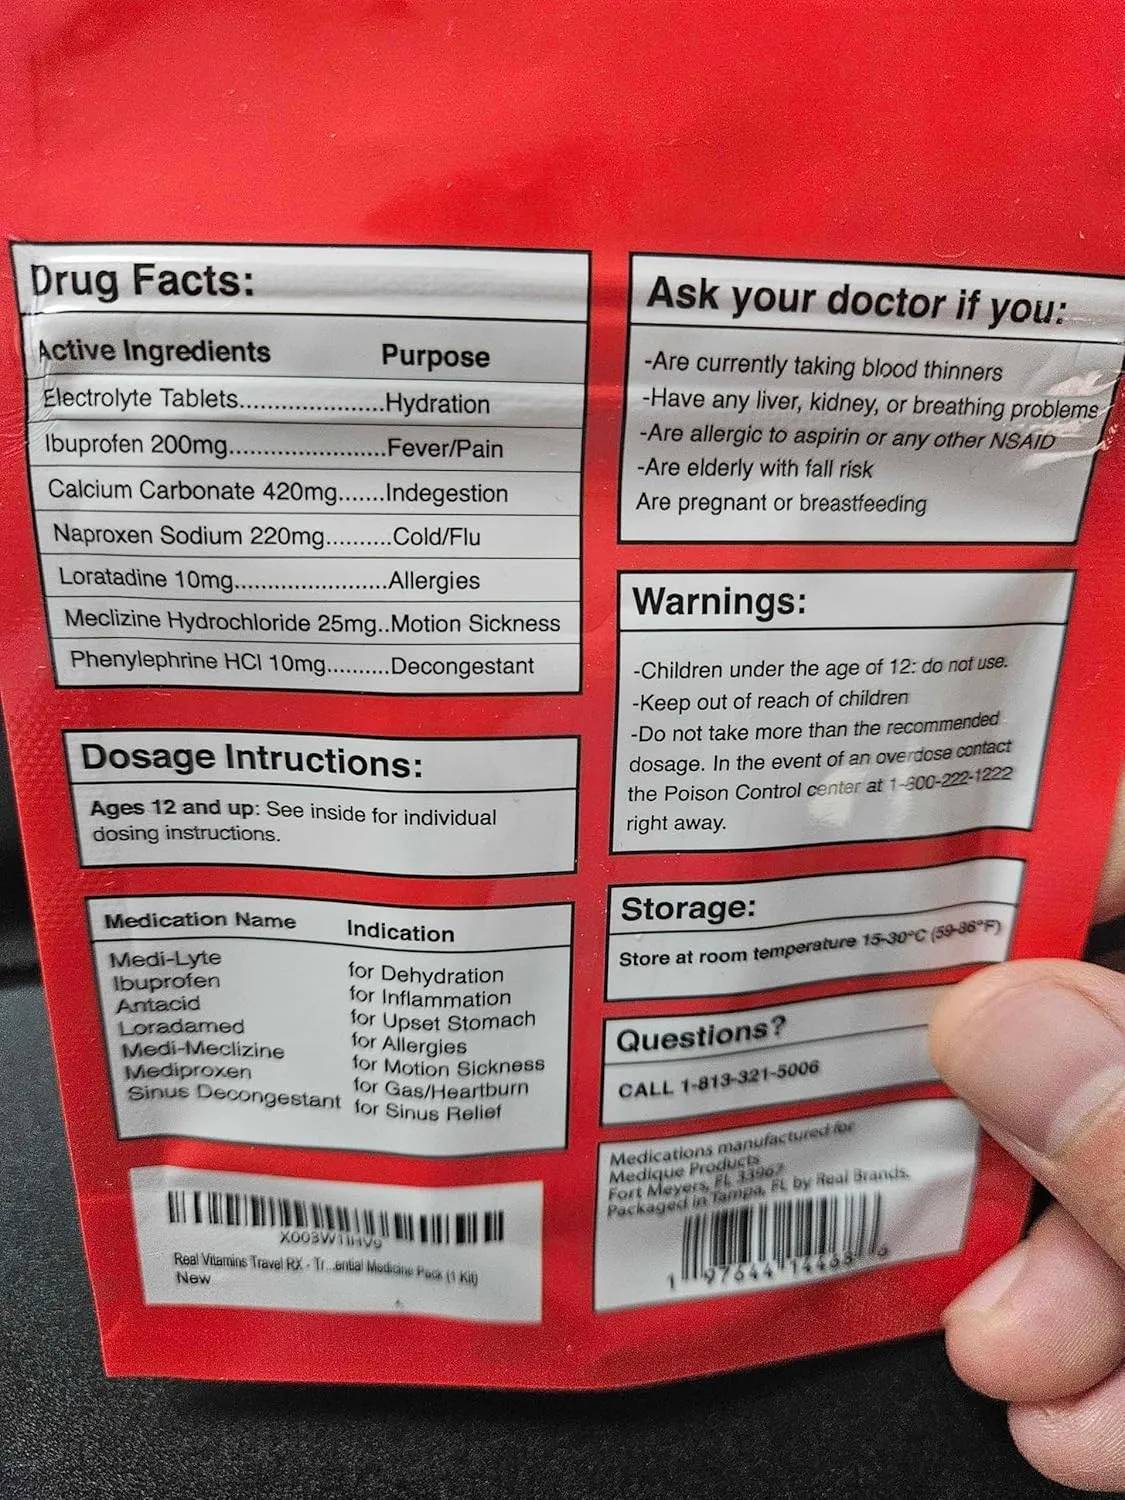 Drug Facts:
Active Ingredients Purpose
Electrolyte Tablets......................Hydration
Ibuprofen 200mg........................Fever/Pain
Calcium Carbonate 420mg.......Indegestion
Naproxen Sodium 220mg..........Cold/Flu
Loratadine 10mg........................Allergies
Meclizine Hydrochloride 25mg..Motion Sickness
Phenylephrine HCl 10mg..........Decongestant
Dosage Intructions:
Ages 12 and up: See inside for individual
dosing instructions.
Medication Name Indication
Medi-Lyte for Dehydration
Ibuprofen for Inflammation
Antacid for Upset Stomach
Loradamed for Allergies
Medi-Meclizine for Motion Sickness
Mediproxen for Gas/Heartburn
Sinus Decongestant for Sinus Relief
Real Vitamins Travel RX - Tr...ential Medicine Pack (1 Kit)
New
Ask your doctor if you:
-Are currently taking blood thinners
-Have any liver, kidney, or breathing problems
-Are allergic to aspirin or any other NSAID
-Are elderly with fall risk
Are pregnant or breastfeeding
Warnings:
-Children under the age of 12: do not use.
-Keep out of reach of children
-Do not take more than the recommended
dosage. In the event of an overdose contact
the Poison Control center at 1-800-222-1222
right away.
Storage:
Store at room temperature 15-30°C (59-86°F)
Questions?
CALL 1-813-321-5006
Medications manufactured for
Medique Products
Fort Meyers, FL 33967
Packaged in Tampa, FL by Real Brands.